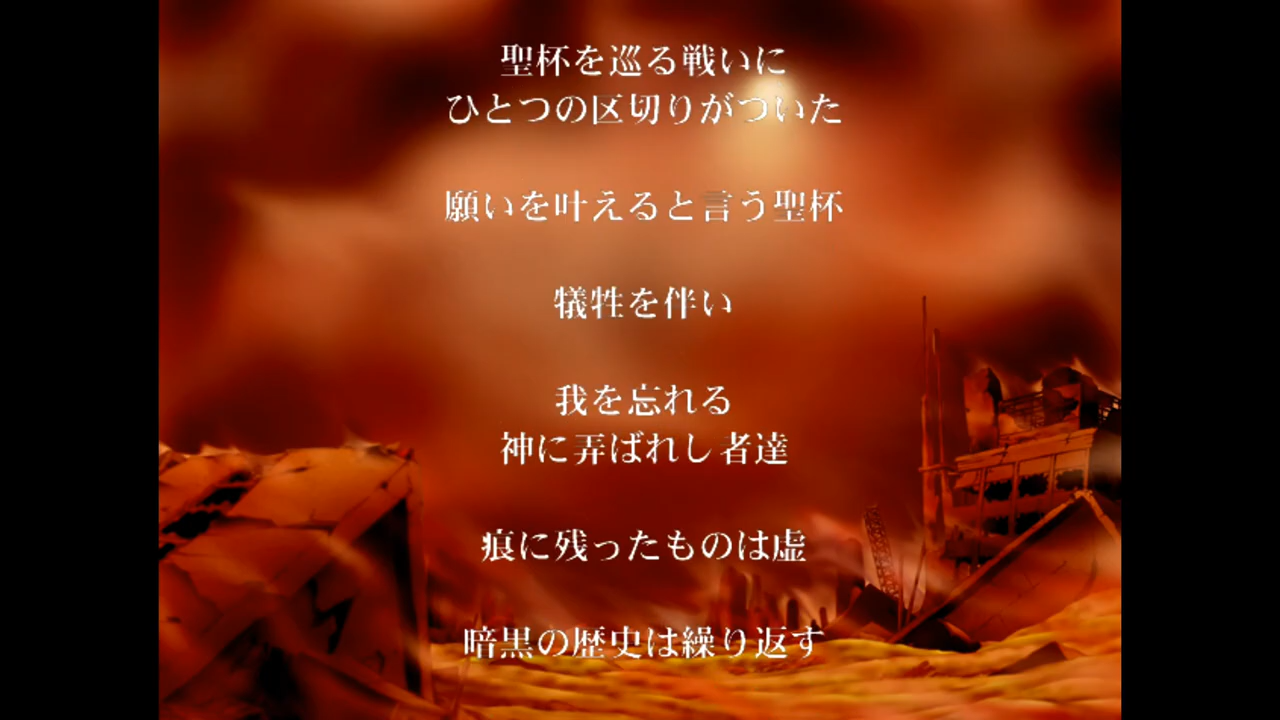 聖杯を巡る戦いに
ひとつの区切りがついた
願いを叶えると言う聖杯
犠牲を伴い
我を忘れる
神に弄ばれし者達
痕に残ったものは虚
暗黒の歴史は繰り返す